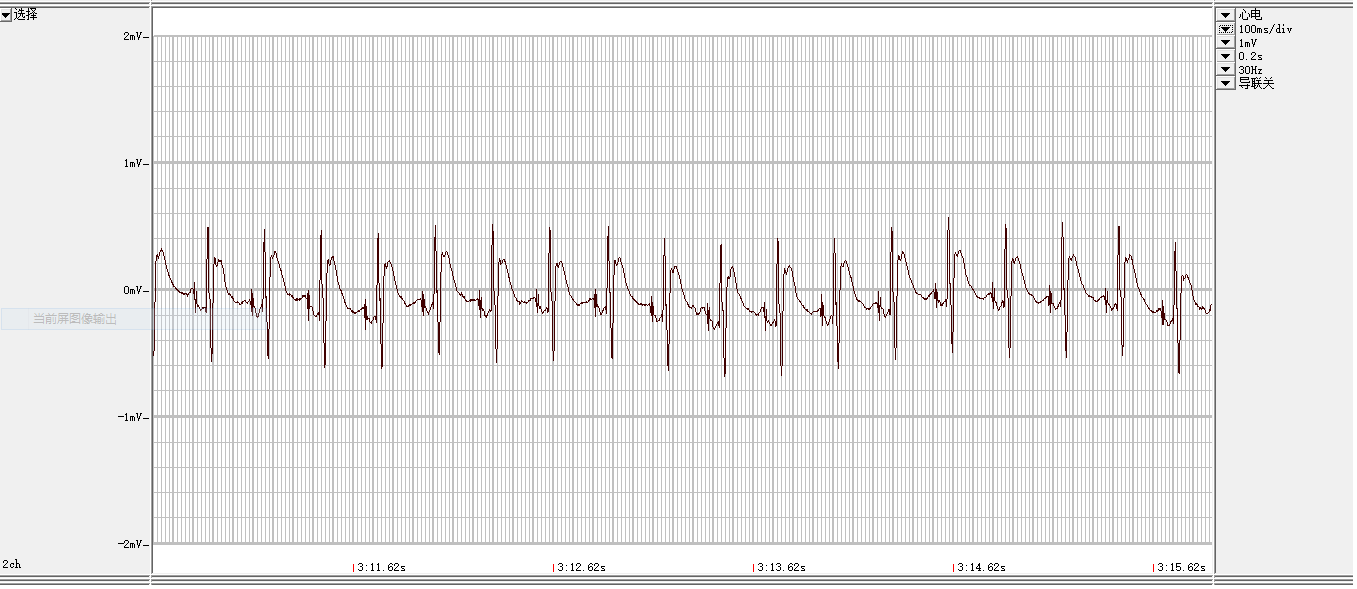 选择
2mV
1mV
0mV
当前屏图像输出
-1mV
-2mV
2ch
3:11.62s
3:12.62s
3:13.62s
3:14.62s
3:15.62s
心电
100ms/div
1mV
0.2s
30Hz
导联关